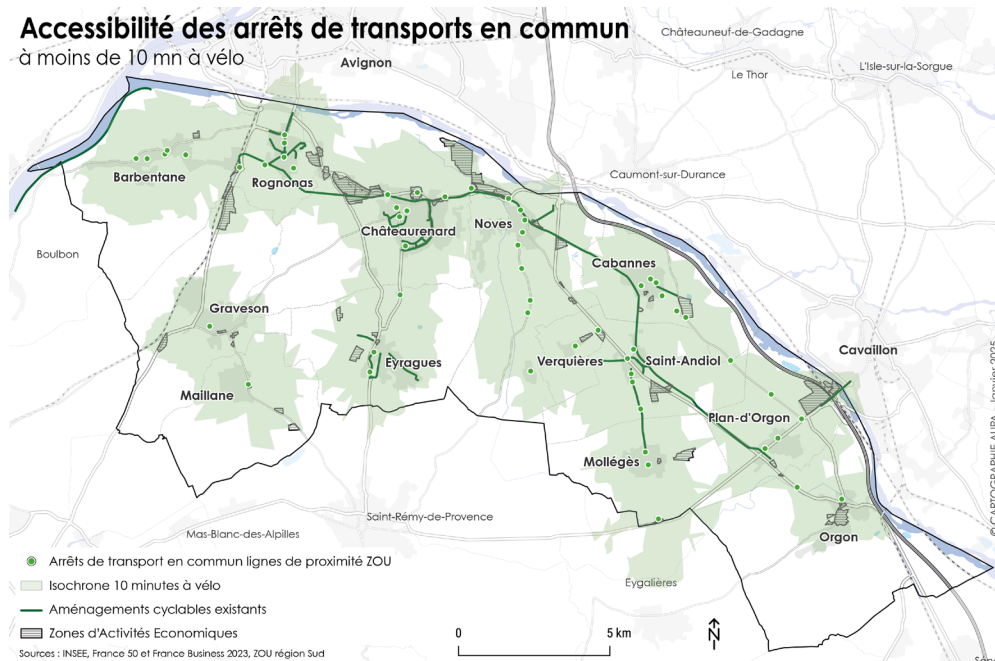 Accessibilité des arrêts de transports en commun
à moins de 10 mn à vélo
Châteauneuf-de-Gadagne
Avignon
L'Isle-sur-la-Sorgue
Le Thor
Barbentane
Rognonas
Caumont-sur-Durance
Châteaurenard
Noves
Boulbon
Cabannes
Graveson
Cavaillon
Eyragues
Verquières
Saint-Andiol
Maillane
Plan-d'Orgon
Mollégès
Saint-Rémy-de-Provence
Mas-Blanc-des-Alpilles
Orgon
Eygalières
Arrêts de transport en commun lignes de proximité ZOU
Isochrone 10 minutes à vélo
Aménagements cyclables existants
Zones d'Activités Economiques
0
5 km
N
Sources : INSEE, France 50 et France Business 2023, ZOU région Sud
© CARTOGRAPHIE AURA, Janvier 2025